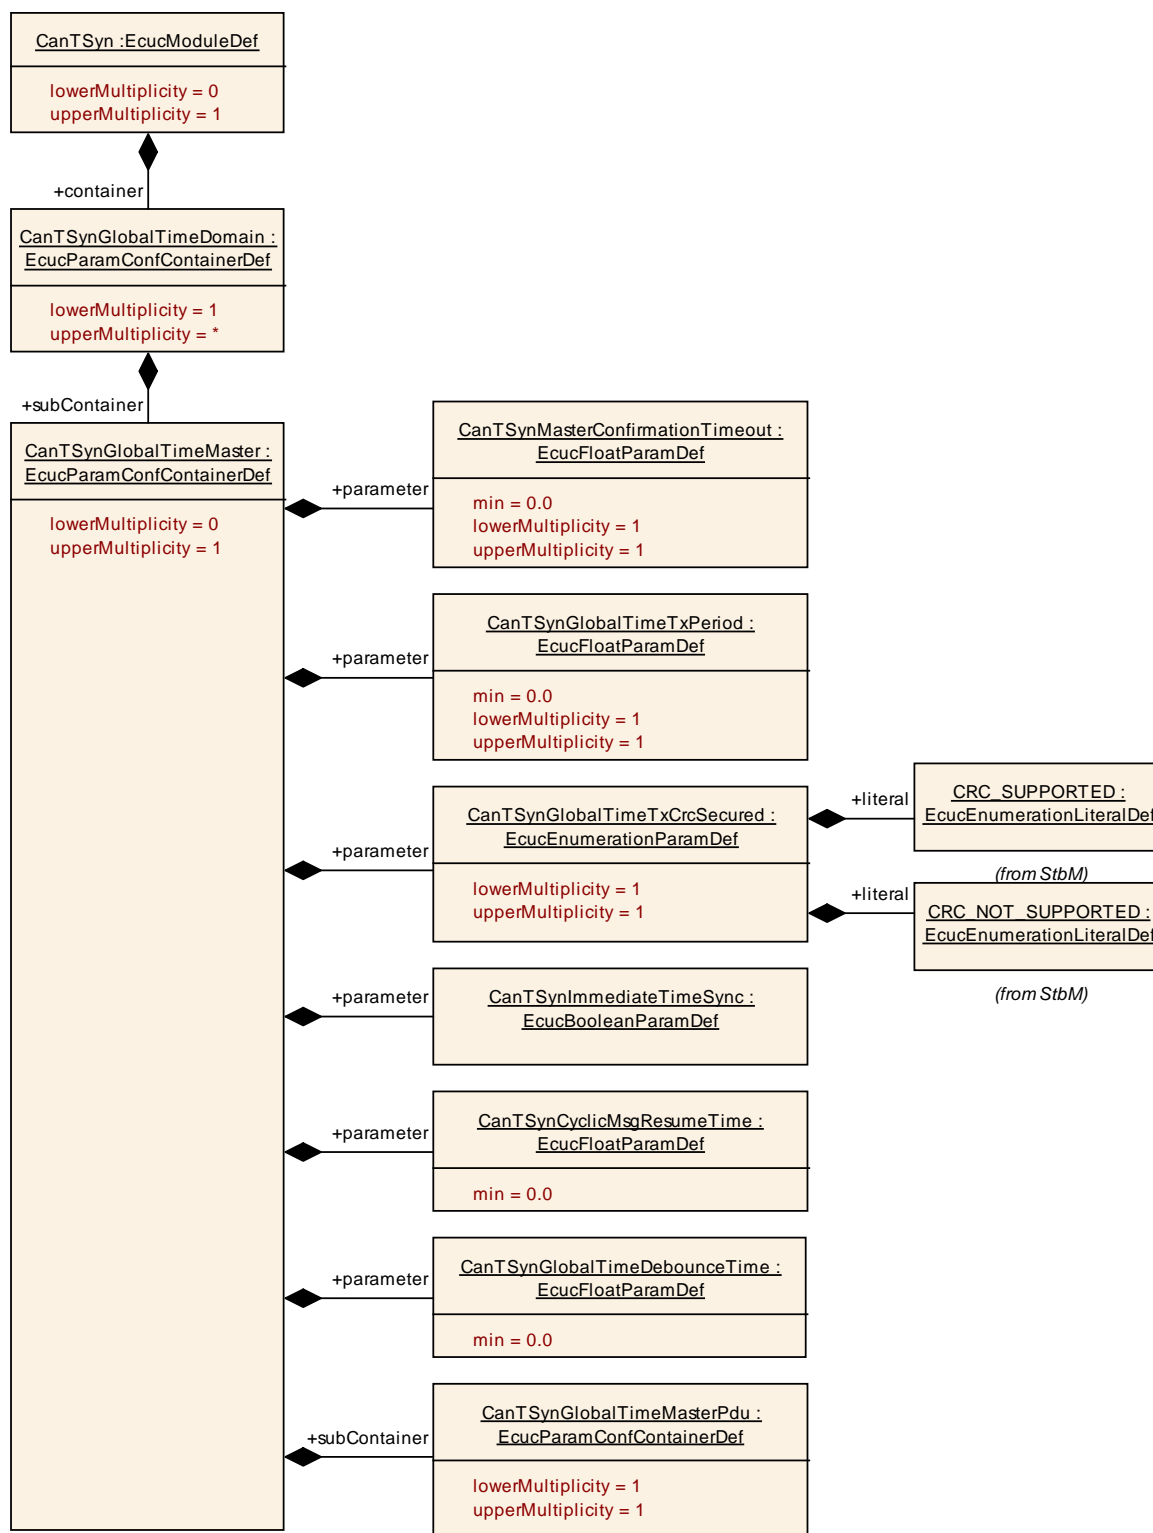 CanTSyn :EcucModuleDef
lowerMultiplicity = 0
upperMultiplicity = 1
+container
CanTSynGlobalTimeDomain :
EcucParamConfContainerDef
lowerMultiplicity = 1
upperMultiplicity = *
+subContainer
CanTSynGlobalTimeMaster :
EcucParamConfContainerDef
lowerMultiplicity = 0
upperMultiplicity = 1
+parameter
CanTSynMasterConfirmationTimeout :
EcucFloatParamDef
min = 0.0
lowerMultiplicity = 1
upperMultiplicity = 1
+parameter
CanTSynGlobalTimeTxPeriod :
EcucFloatParamDef
min = 0.0
lowerMultiplicity = 1
upperMultiplicity = 1
+parameter
CanTSynGlobalTimeTxCrcSecured :
EcucEnumerationParamDef
lowerMultiplicity = 1
upperMultiplicity = 1
+literal
CRC_SUPPORTED :
EcucEnumerationLiteralDef
(from StbM)
+literal
CRC_NOT_SUPPORTED :
EcucEnumerationLiteralDef
(from StbM)
+parameter
CanTSynImmediateTimeSync :
EcucBooleanParamDef
+parameter
CanTSynCyclicMsgResumeTime :
EcucFloatParamDef
min = 0.0
+parameter
CanTSynGlobalTimeDebounceTime :
EcucFloatParamDef
min = 0.0
+subContainer
CanTSynGlobalTimeMasterPdu :
EcucParamConfContainerDef
lowerMultiplicity = 1
upperMultiplicity = 1